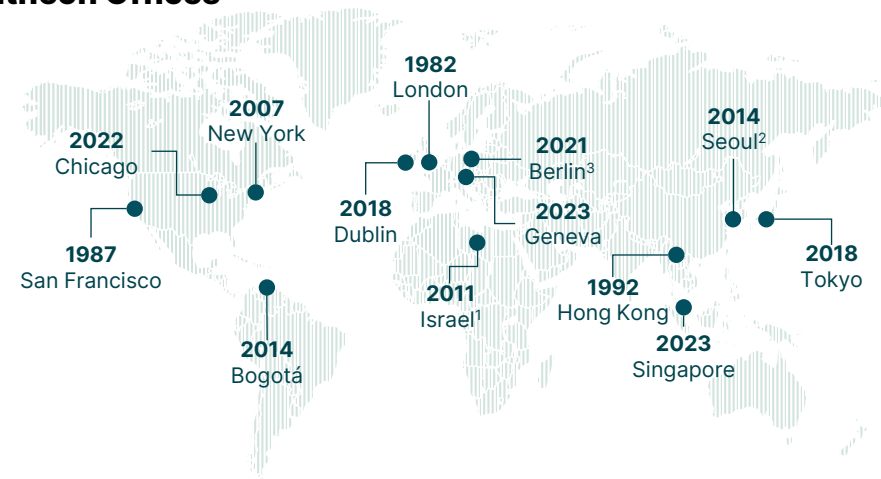 Offices
1982
London
2007
New York
2014
Seoul2
2022
Chicago
2021
Berlin3
2018
Dublin
2023
Geneva
1987
San Francisco
2018
Tokyo
2011
Israel1
1992
Hong Kong
2014
Bogotá
2023
Singapore